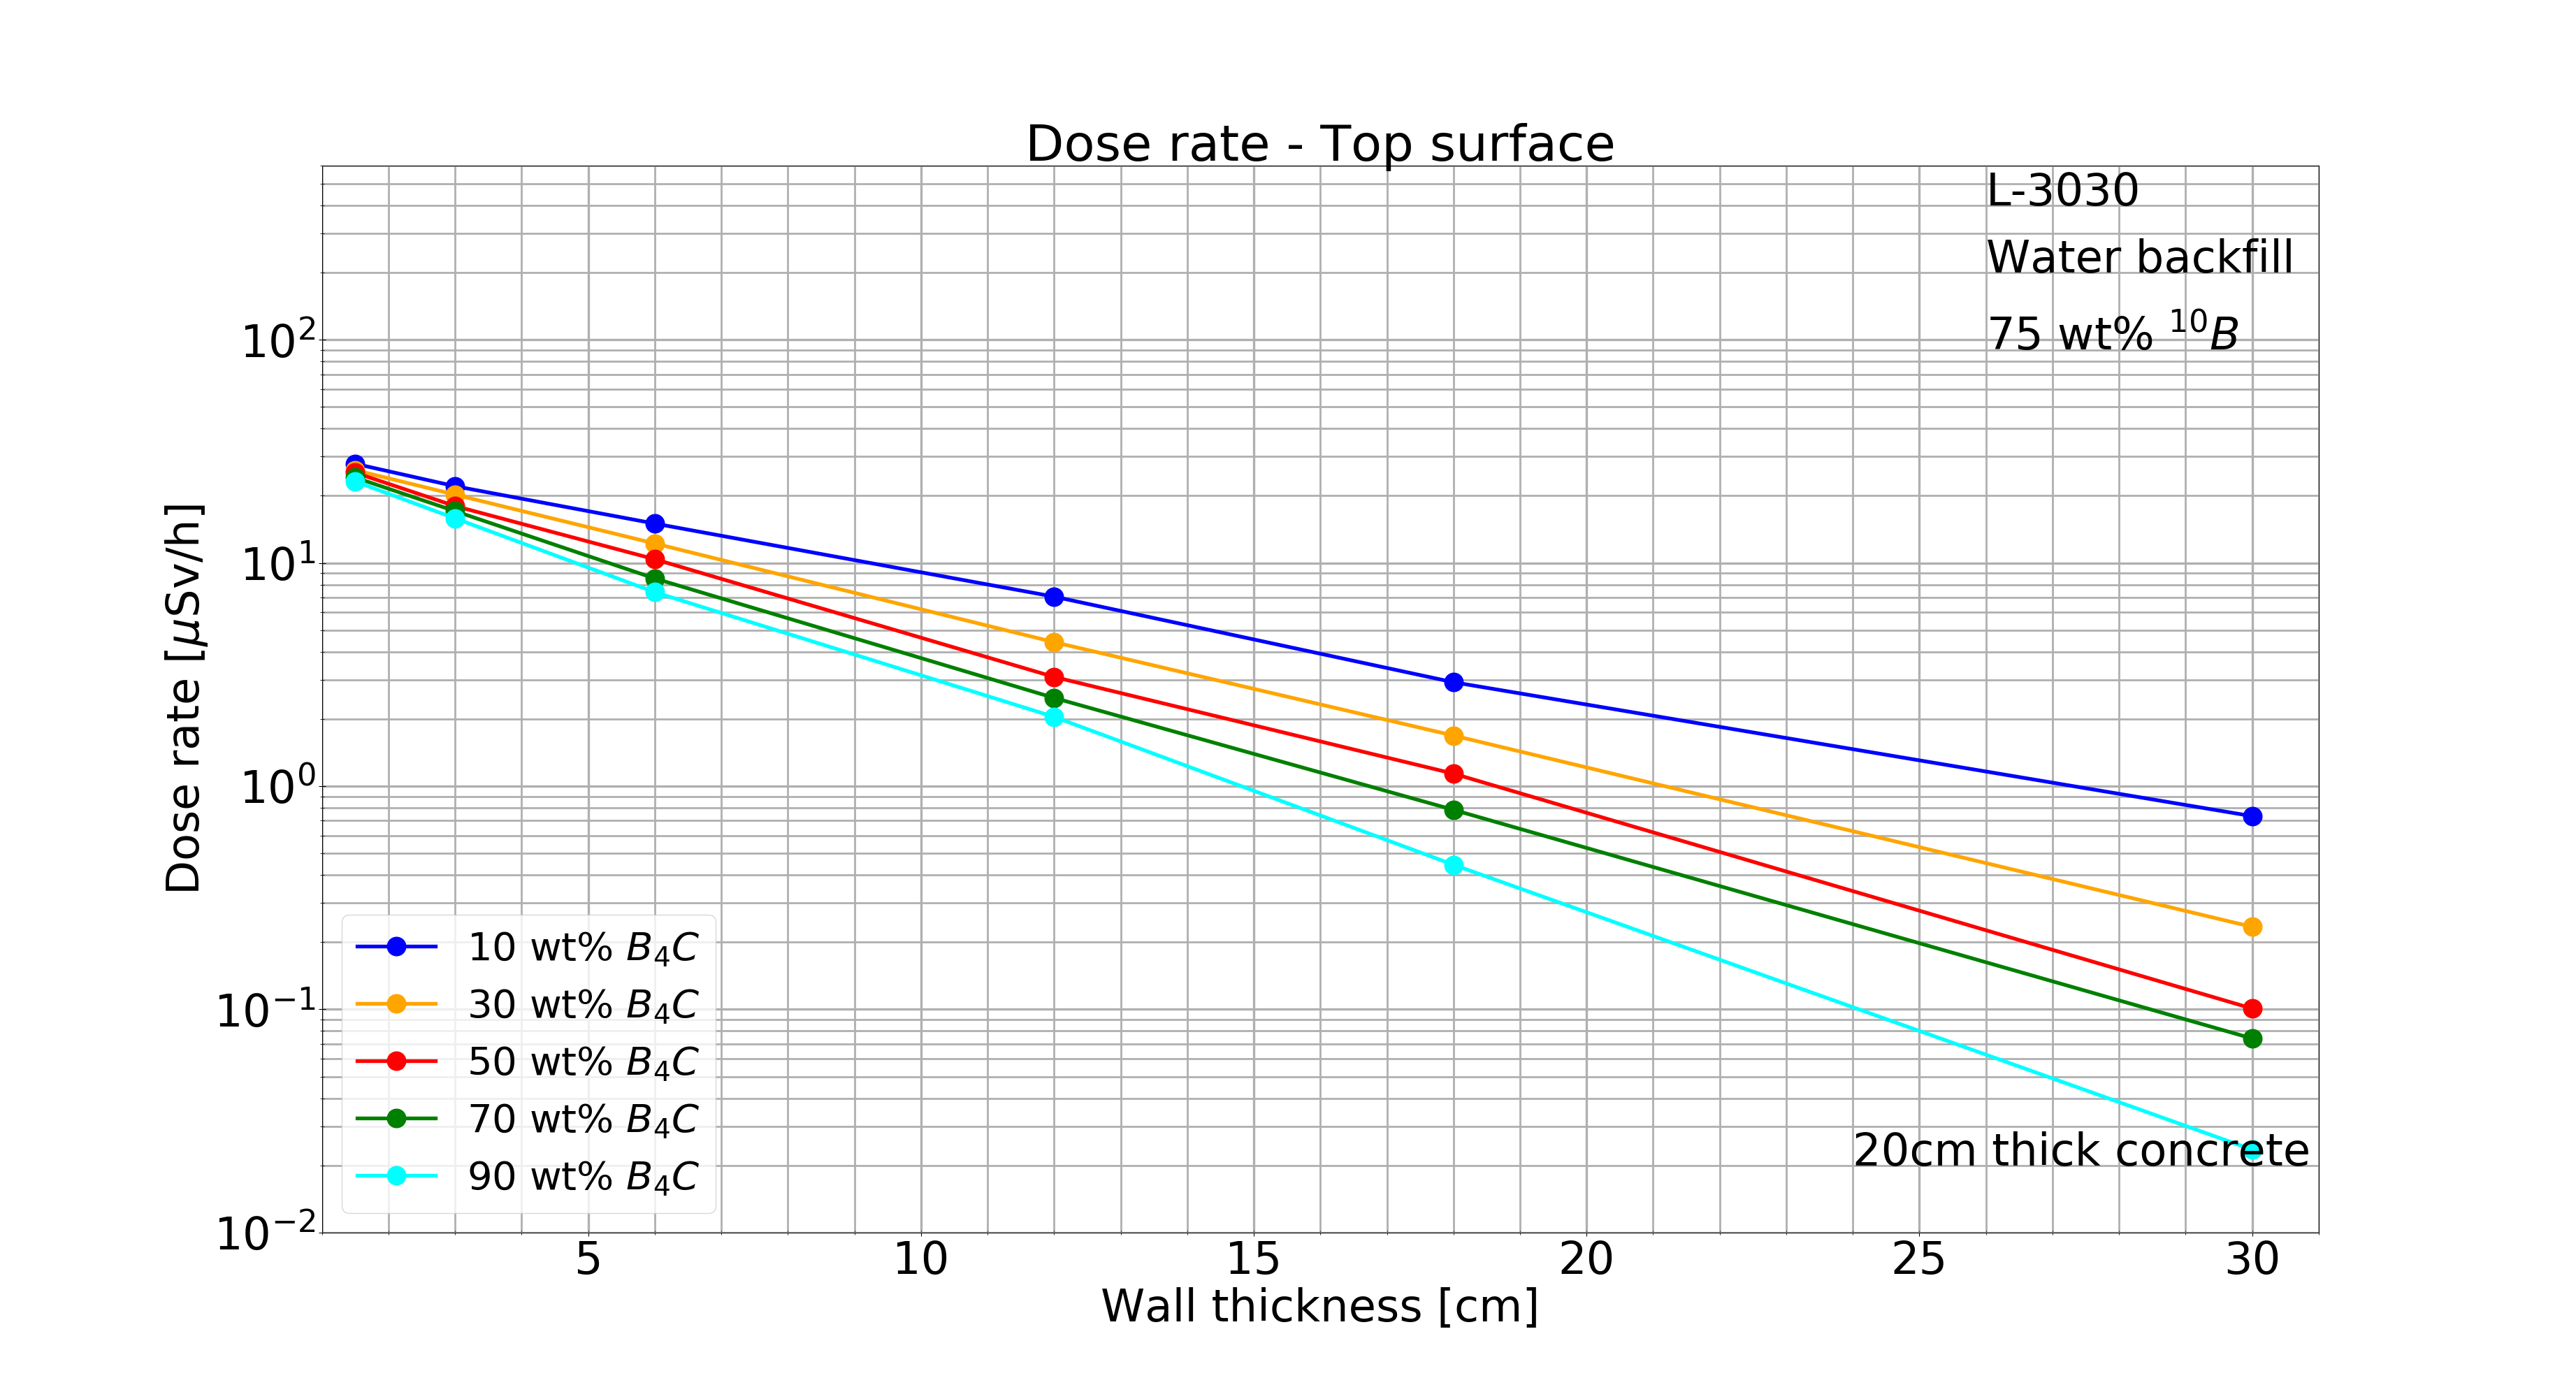 Dose rate - Top surface
L-3030
Water backfill
75 wt% ¹⁰B
10²
10¹
10⁰
10⁻¹
10⁻²
Dose rate [μSv/h]
10 wt% B₄C
30 wt% B₄C
50 wt% B₄C
70 wt% B₄C
90 wt% B₄C
20cm thick concrete
5 10 15 20 25 30
Wall thickness [cm]